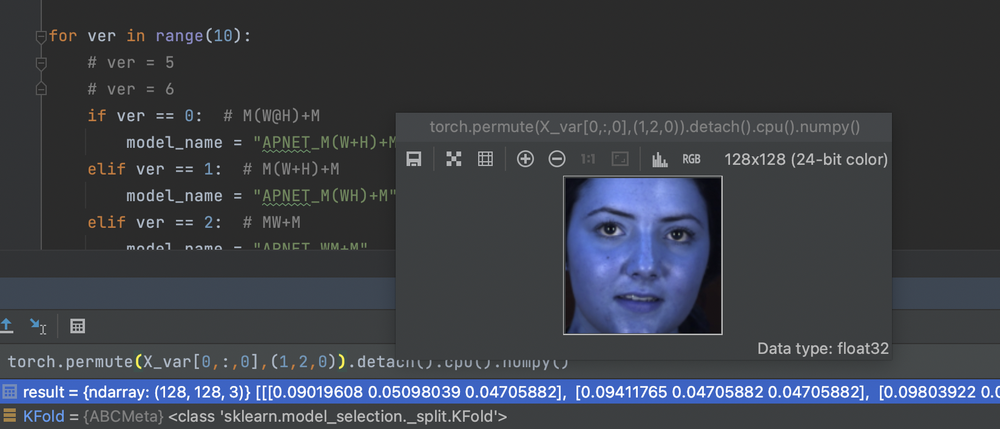 for ver in range(10):
# ver = 5
# ver = 6
if ver == 0:  # M(W@H)+M
model_name = "APNET_M(W+H)+M
elif ver == 1:  # M(W+H)+M
model_name = "APNET_M(WH)+M"
elif ver == 2:  # MW+M
model_name = "APNET_WM+M"
torch.permute(X_var[0,:,0],(1,2,0)).detach().cpu().numpy()
1:1
RGB
128x128 (24-bit color)
Data type: float32
torch.permute(X_var[0,:,0],(1,2,0)).detach().cpu().numpy()
result = {ndarray: (128, 128, 3)} [[[0.09019608 0.05098039 0.04705882],  [0.09411765 0.04705882 0.04705882],  [0.09803922 0.0
KFold = {ABCMeta} <class 'sklearn.model_selection._split.KFold'>